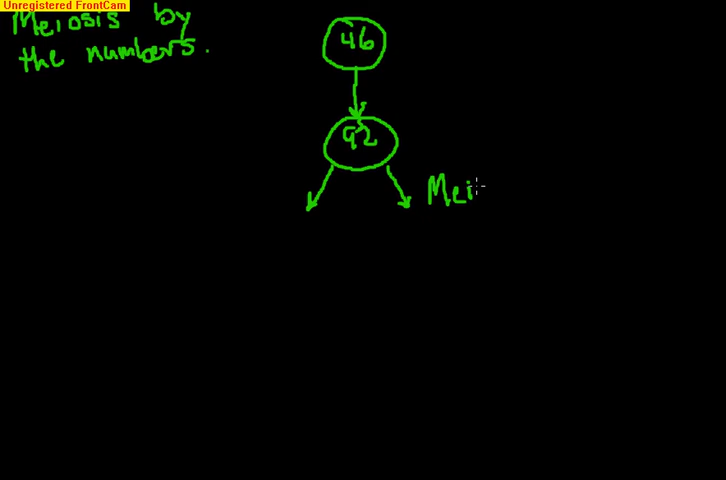 Unregistered FrontCam
Meiosis by
the numbers.
46
92
Mei